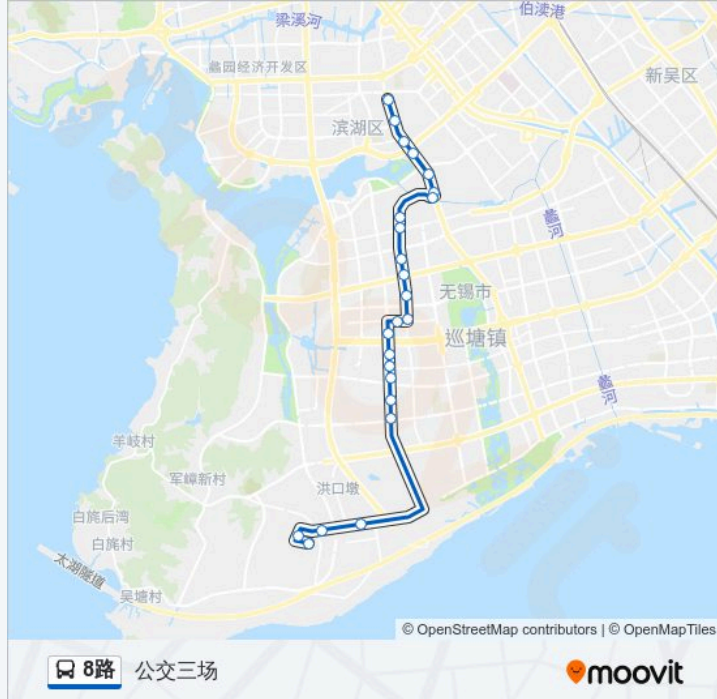 伯渎港
梁溪河
蠡园经济开发区
新吴区
滨湖区
蠡河
无锡市
巡塘镇
蠡河
羊岐村
军嶂新村
洪口墩
白旄后湾
白旄村
太湖隧道
吴塘村
© OpenStreetMap contributors | © OpenMapTiles
8路 公交三场
moovit